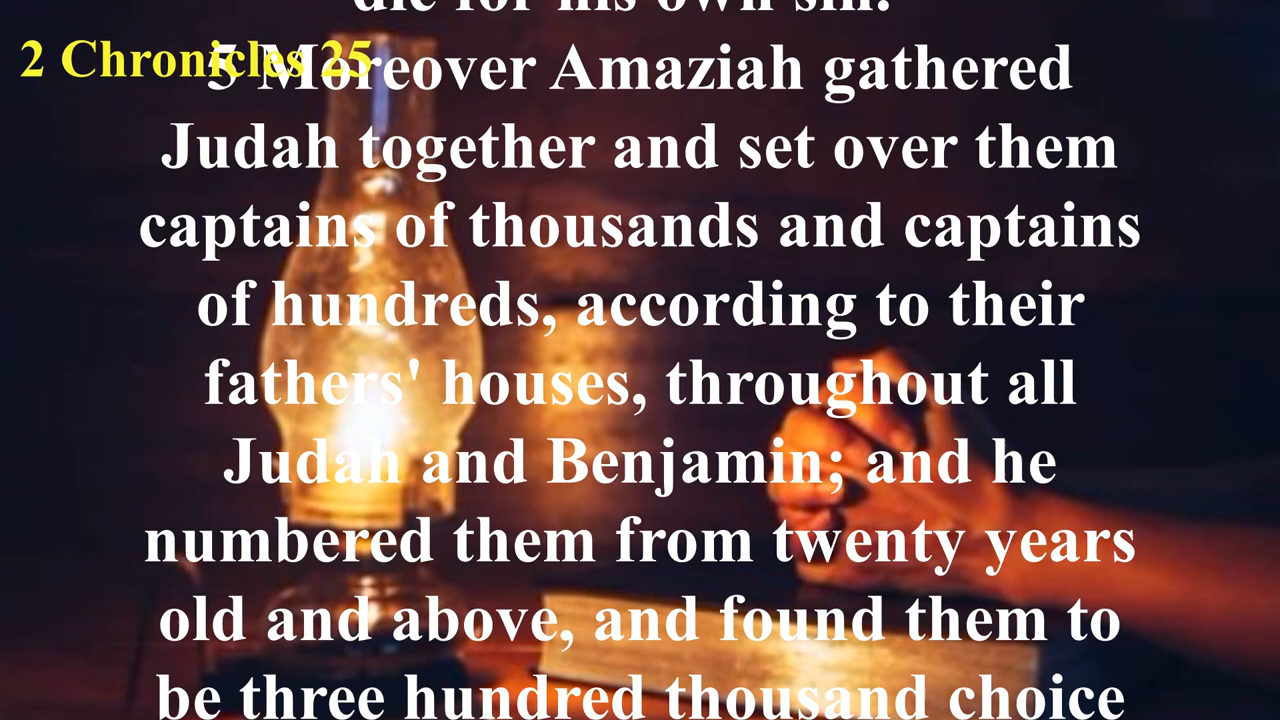 die for his own sin.
2 Chronicles 25
5 Moreover Amaziah gathered
Judah together and set over them
captains of thousands and captains
of hundreds, according to their
fathers' houses, throughout all
Judah and Benjamin; and he
numbered them from twenty years
old and above, and found them to
be three hundred thousand choice